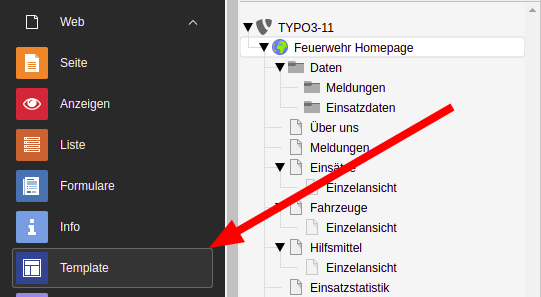 Web
Seite
Anzeigen
Liste
Formulare
Info
Template
TYPO3-11
Feuerwehr Homepage
Daten
Meldungen
Einsatzdaten
Über uns
Meldungen
Einsätze
Einzelansicht
Fahrzeuge
Einzelansicht
Hilfsmittel
Einzelansicht
Einsatzstatistik